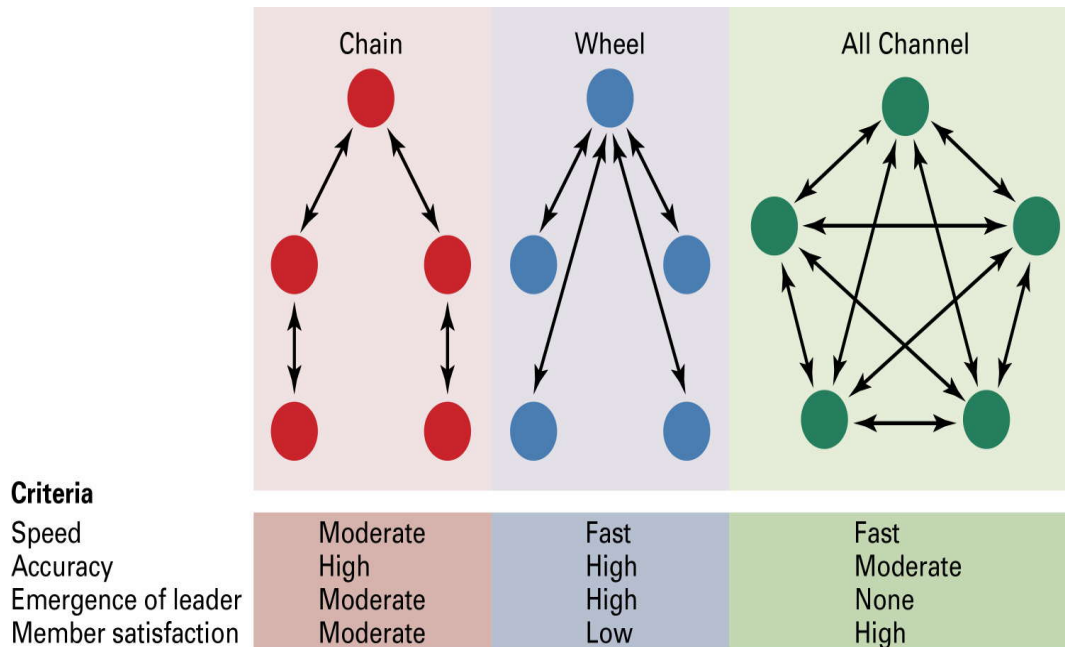 Chain Wheel All Channel
Criteria
Speed Moderate Fast Fast
Accuracy High High Moderate
Emergence of leader Moderate High None
Member satisfaction Moderate Low High